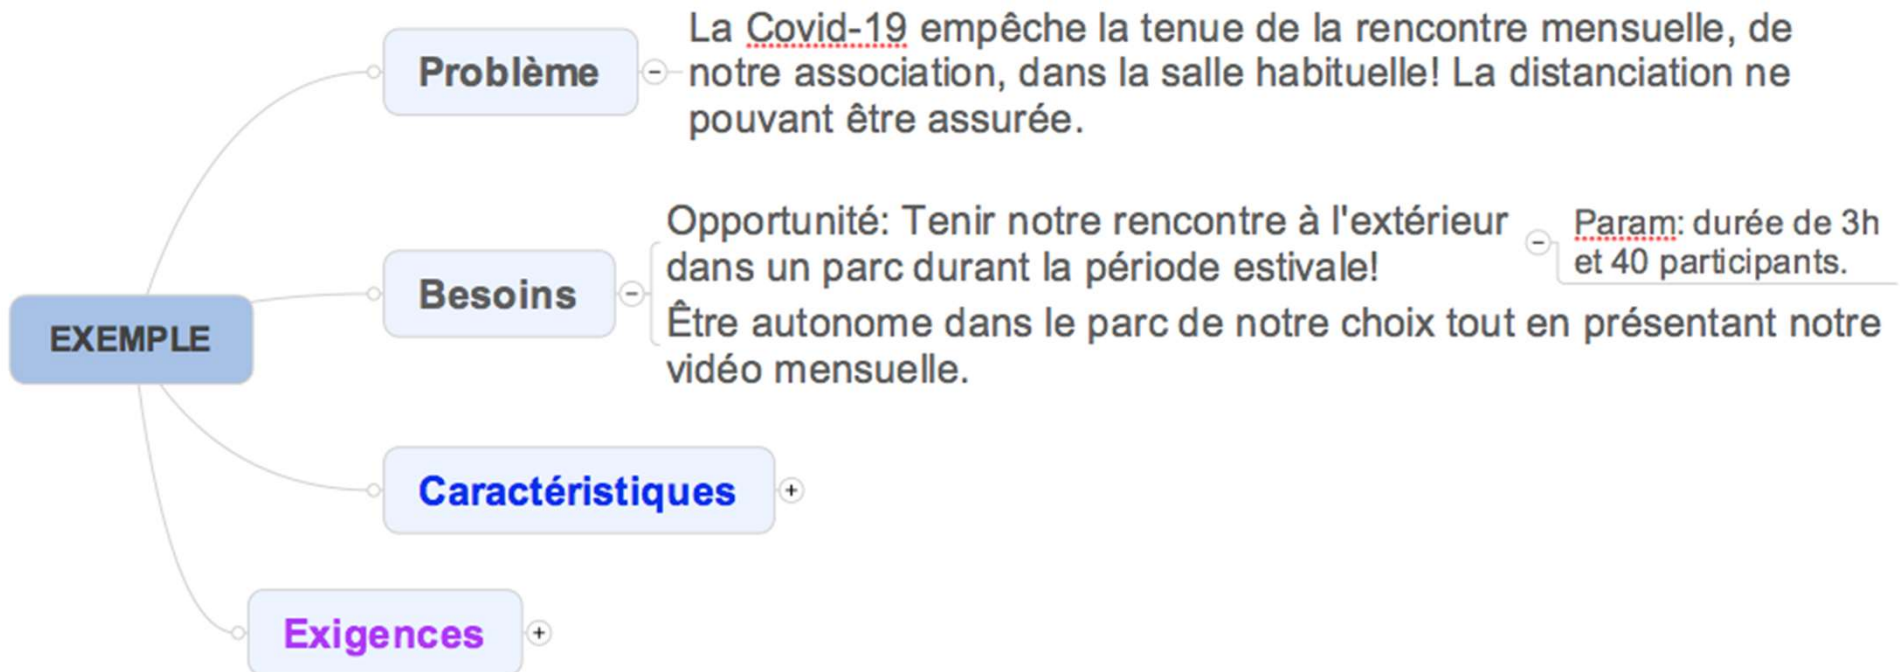 Problème
La Covid-19 empêche la tenue de la rencontre mensuelle, de
notre association, dans la salle habituelle! La distanciation ne
pouvant être assurée.
Besoins
Opportunité: Tenir notre rencontre à l'extérieur
dans un parc durant la période estivale!
Param: durée de 3h
et 40 participants.
Être autonome dans le parc de notre choix tout en présentant notre
vidéo mensuelle.
EXEMPLE
Caractéristiques
Exigences